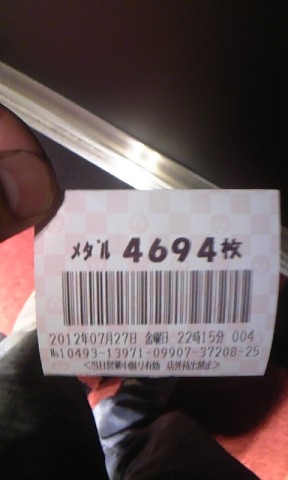 ﾒﾀﾞﾙ 4694枚
2012年07月27日 金曜日 22時15分 004
№10493-13971-09907-37208-25
<当日営業中限り有効 店外持出禁止>